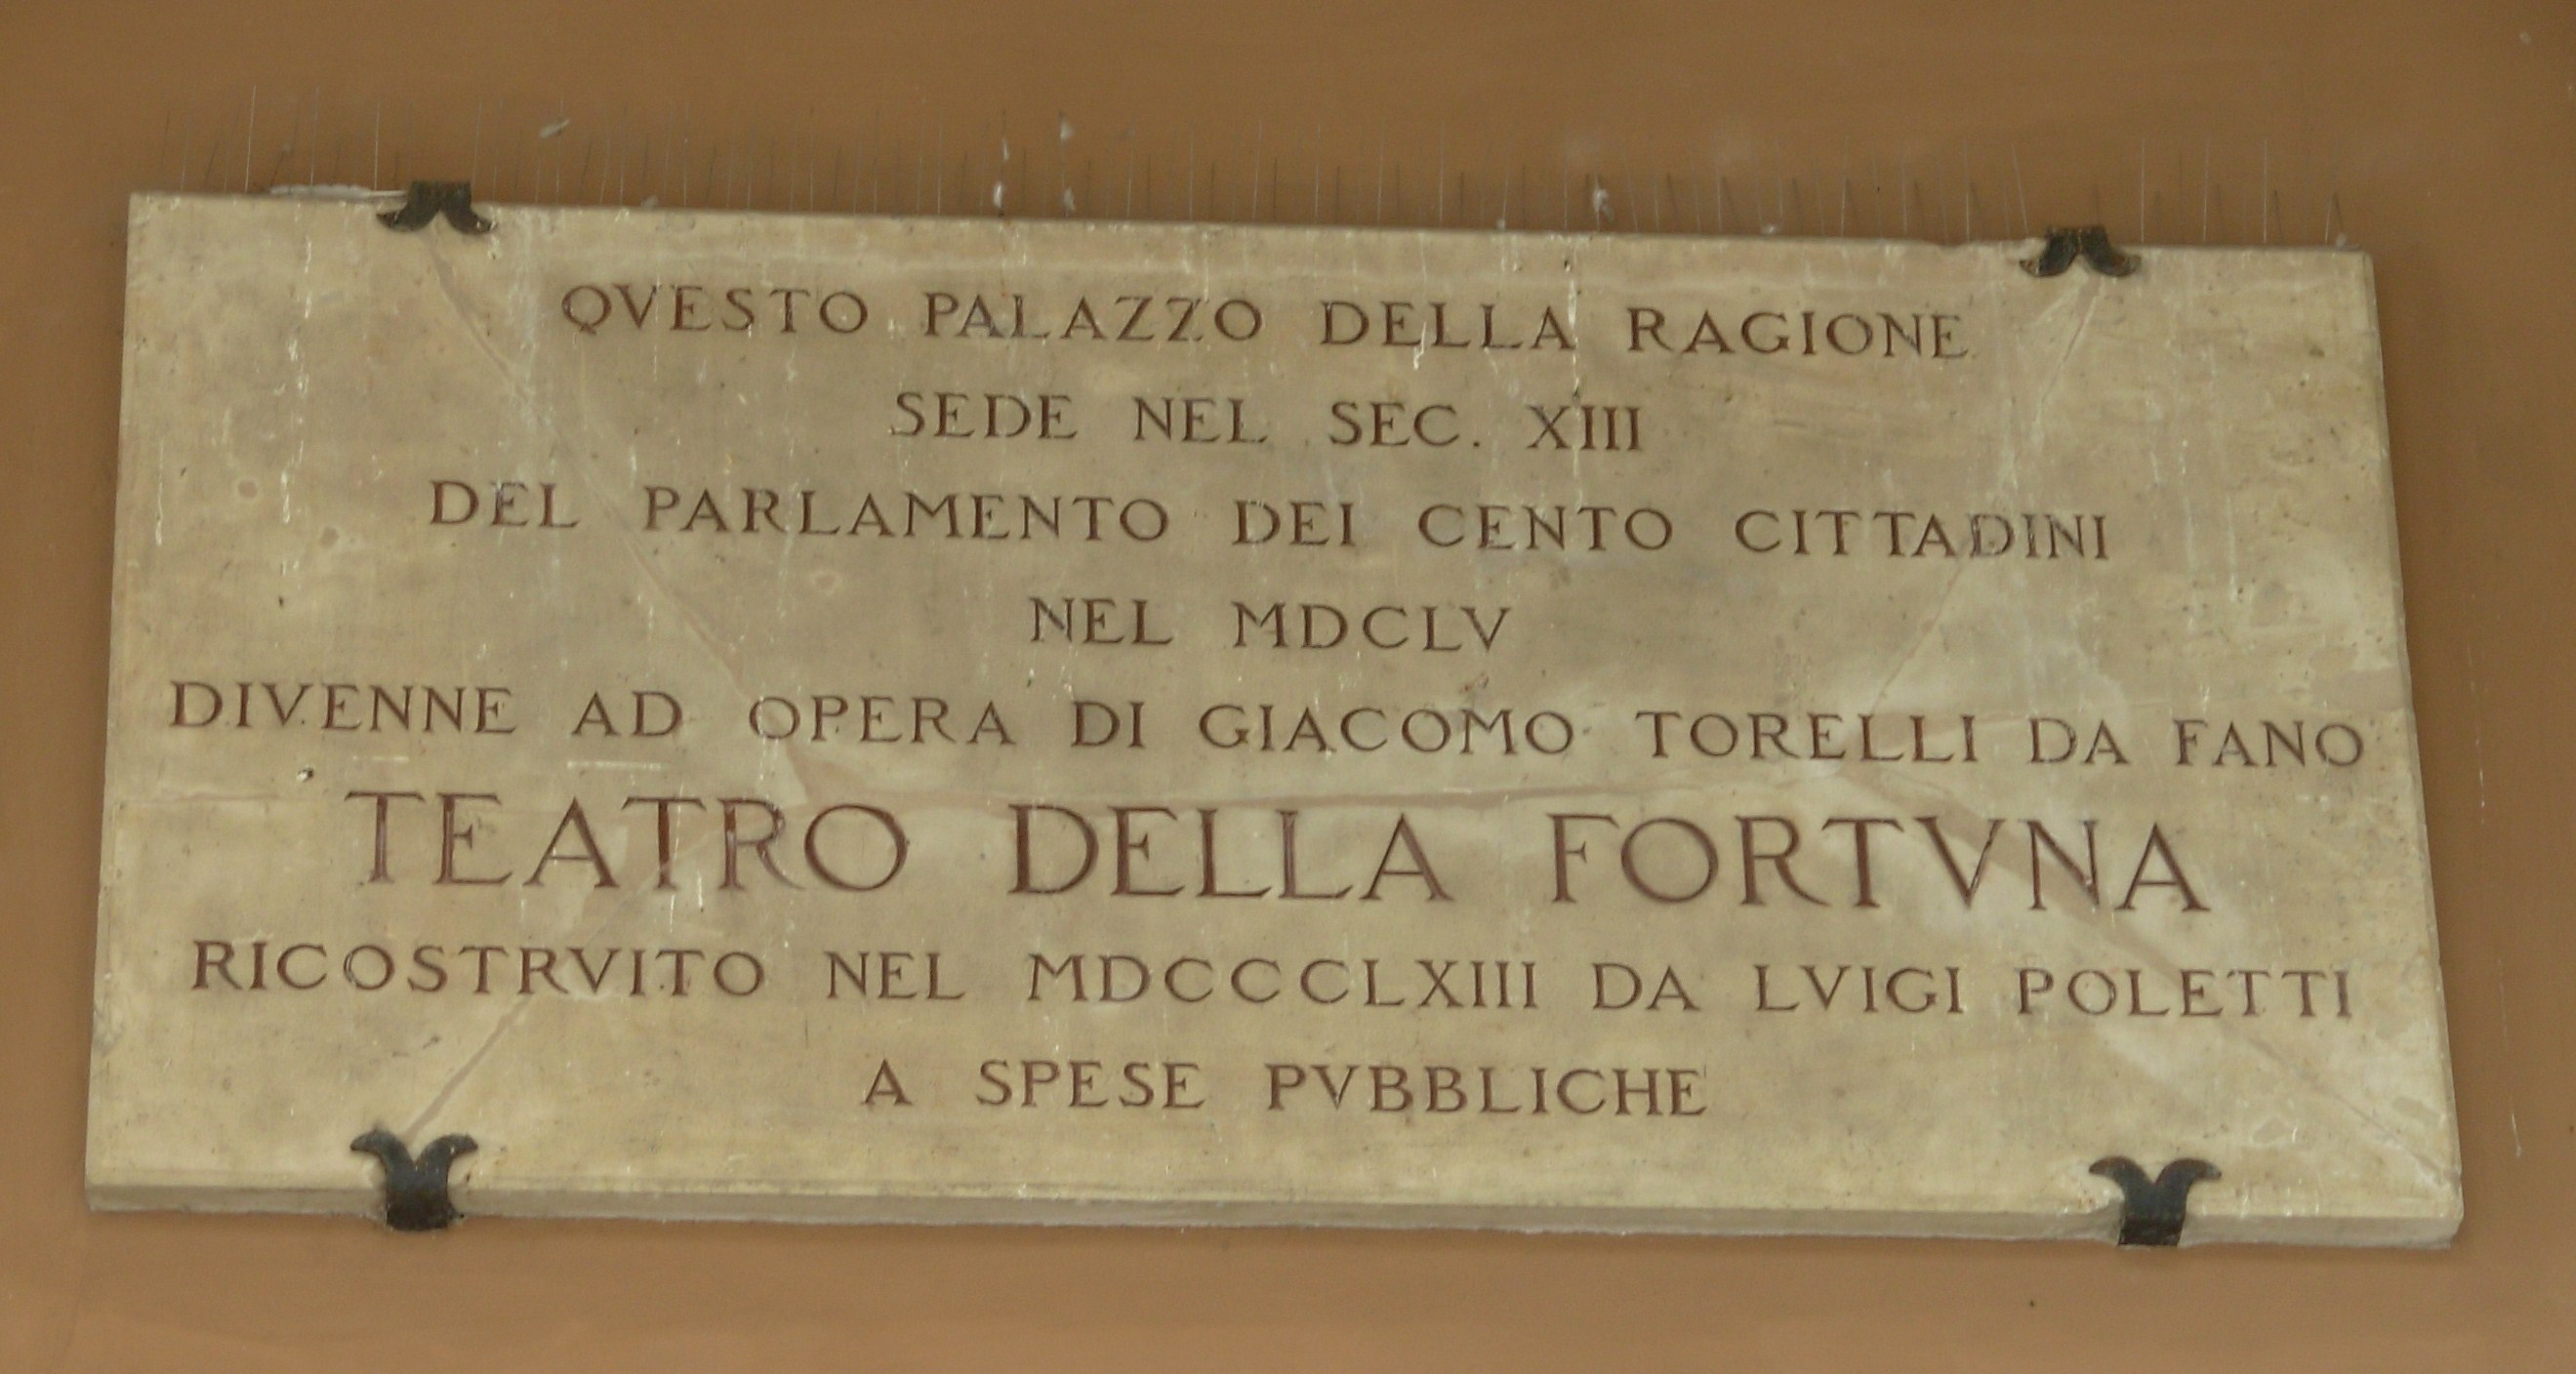 QVESTO PALAZZO DELLA RAGIONE
SEDE NEL SEC. XIII
DEL PARLAMENTO DEI CENTO CITTADINI
NEL MDCLV
DIVENNE AD OPERA DI GIACOMO TORELLI DA FANO
TEATRO DELLA FORTVNA
RICOSTRVITO NEL MDCCCLXIII DA LVIGI POLETTI
A SPESE PVBBLICHE